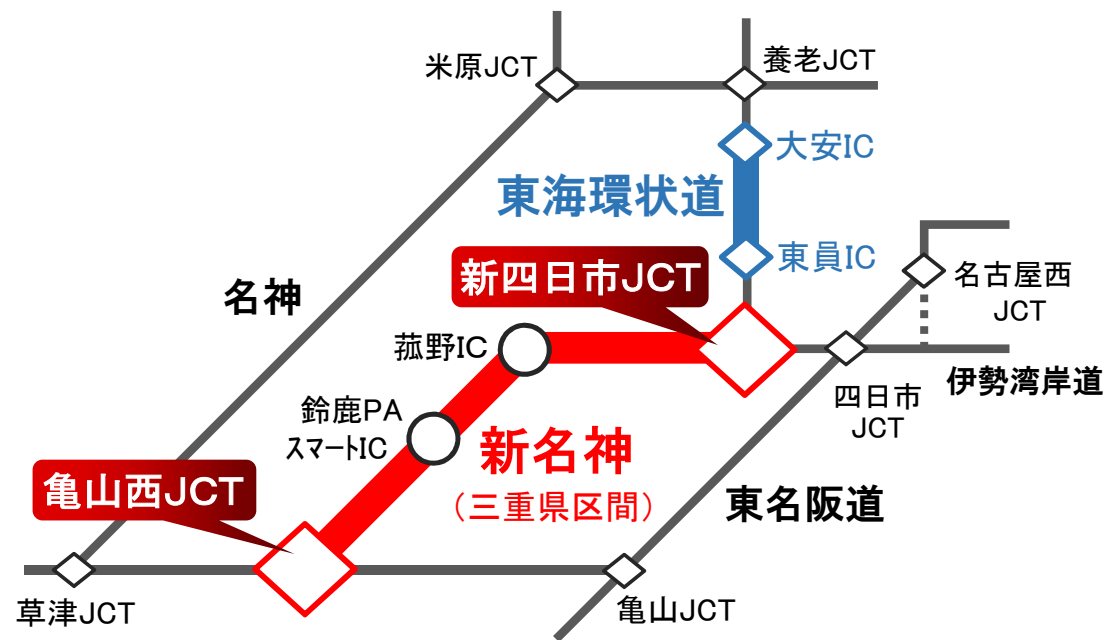 米原JCT
養老JCT
大安IC
東海環状道
東員IC
新四日市JCT
名古屋西
JCT
名神
菰野IC
伊勢湾岸道
四日市
JCT
鈴鹿PA
スマートIC
新名神
(三重県区間)
亀山西JCT
東名阪道
草津JCT
亀山JCT